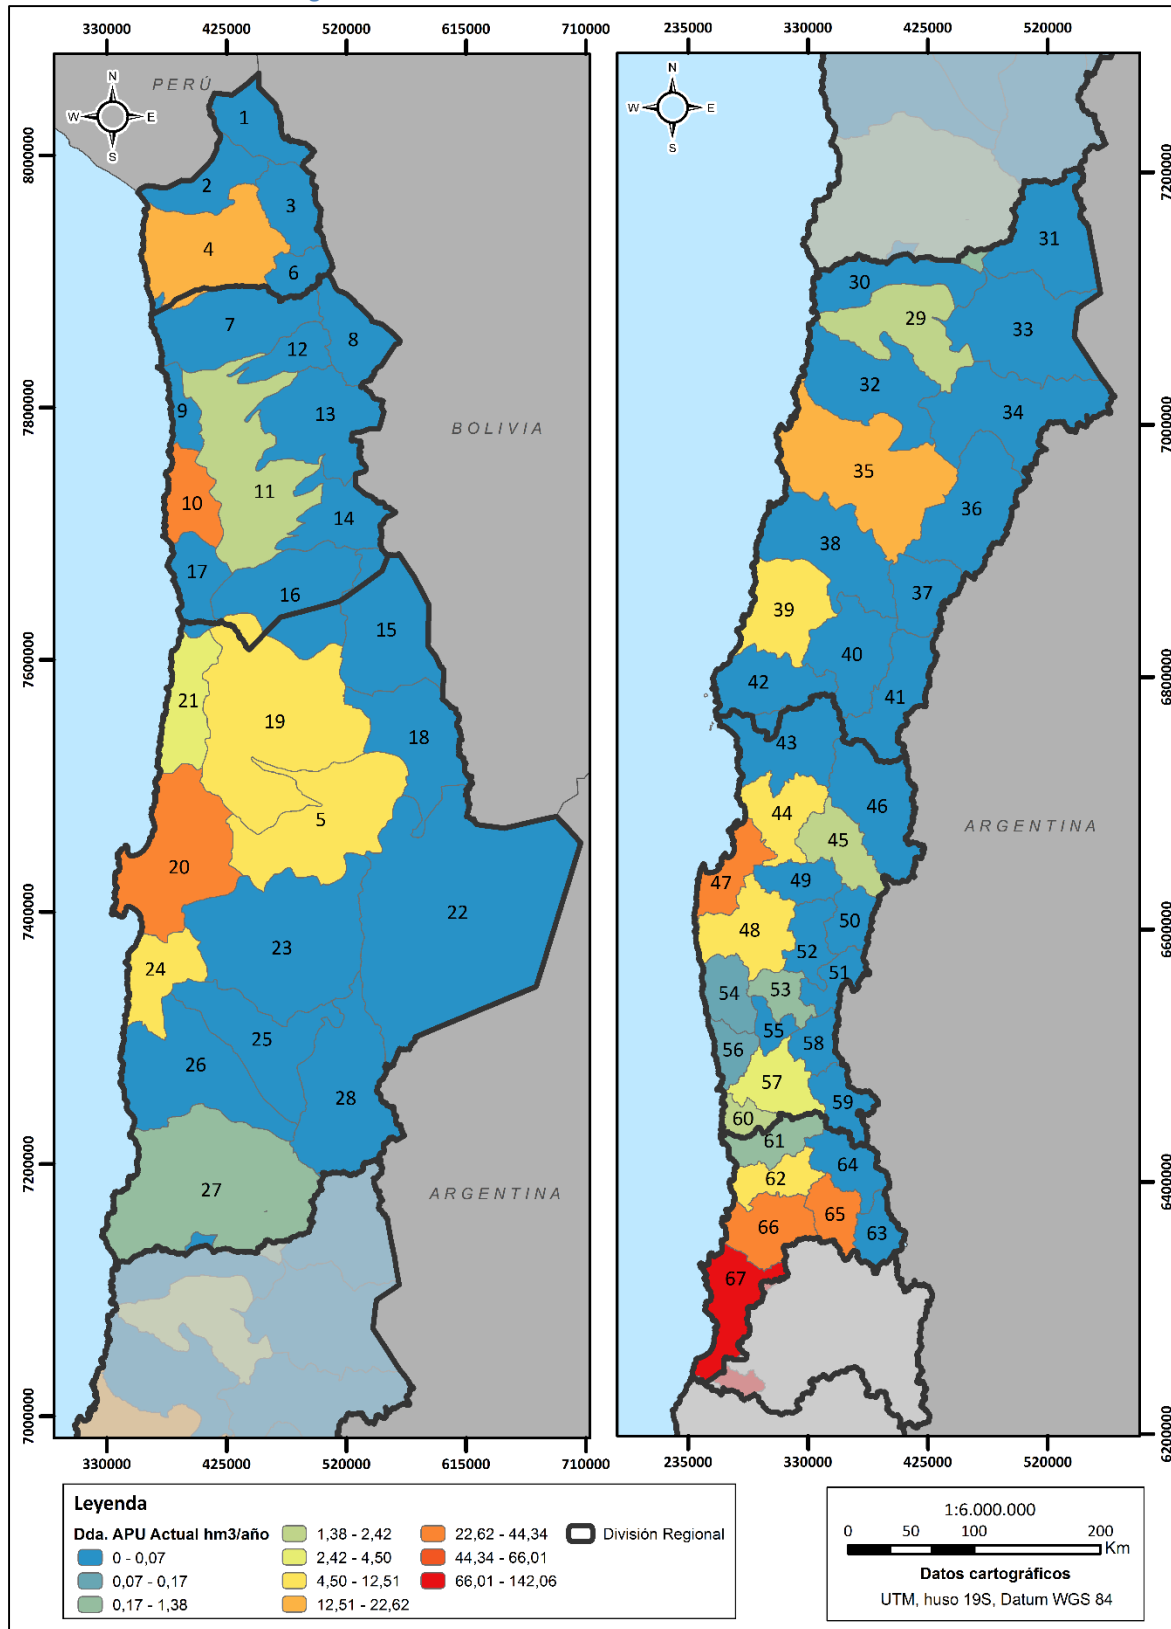 330000 425000 520000 615000 710000
235000 330000 425000 520000
8000000
7800000
7600000
7400000
7200000
7000000
N
W E
S
PERÚ
BOLIVIA
ARGENTINA
1
2
3
4
6
7
8
12
9
13
10
11
14
17
16
15
21
19
18
5
20
22
23
24
25
26
28
27
330000 425000 520000 615000 710000
N
W E
S
ARGENTINA
31
30
29
33
32
34
35
36
38
37
39
40
42
41
43
44
46
45
47
49
48
50
52
51
54
53
55
58
56
57
59
60
61
64
62
65
66
63
67
7200000
7000000
6800000
6600000
6400000
6200000
235000 330000 425000 520000
Leyenda
Dda. APU Actual hm3/año
0 - 0,07
0,07 - 0,17
0,17 - 1,38
1,38 - 2,42
2,42 - 4,50
4,50 - 12,51
12,51 - 22,62
22,62 - 44,34
44,34 - 66,01
66,01 - 142,06
División Regional
1:6.000.000
0 50 100 200
Km
Datos cartográficos
UTM, huso 19S, Datum WGS 84